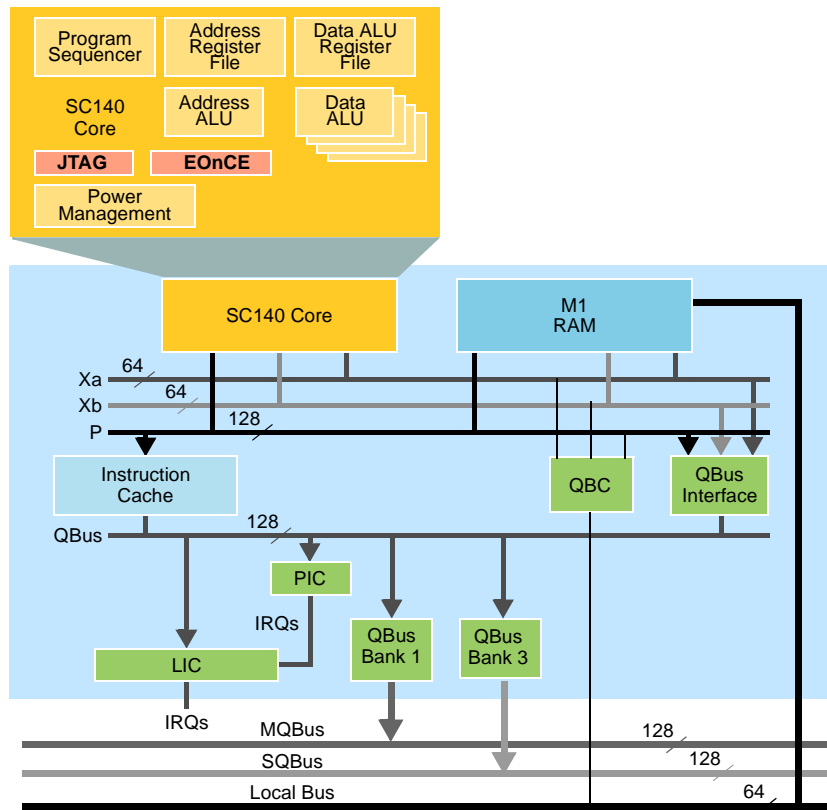 Program
Sequencer
Address
Register
File
Data ALU
Register
File
SC140
Core
Address
ALU
Data
ALU
JTAG
EOnCE
Power
Management
SC140 Core
M1
RAM
Xa
64
Xb
64
P
128
Instruction
Cache
QBC
QBus
Interface
QBus
128
PIC
IRQs
QBus
Bank 1
QBus
Bank 3
LIC
IRQs
MQBus
128
SQBus
128
Local Bus
64